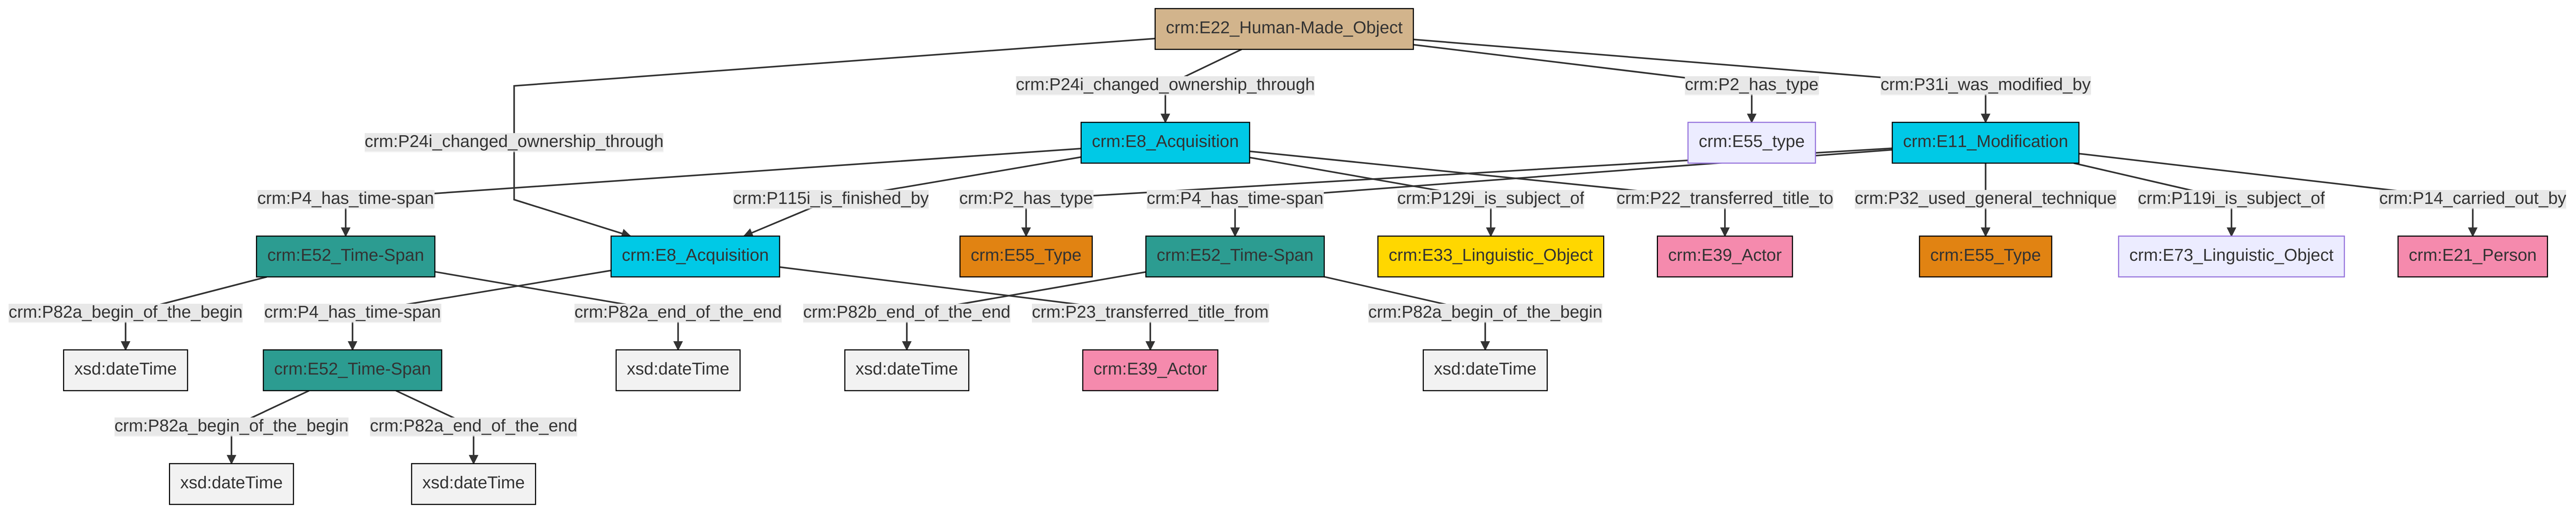 crm:E22_Human-Made_Object
crm:P24i_changed_ownership_through
crm:P2_has_type
crm:P31i_was_modified_by
crm:P24i_changed_ownership_through
crm:E8_Acquisition
crm:E55_type
crm:E11_Modification
crm:P4_has_time-span
crm:P115i_is_finished_by
crm:P2_has_type
crm:P4_has_time-span
crm:P129i_is_subject_of
crm:P22_transferred_title_to
crm:P32_used_general_technique
crm:P119i_is_subject_of
crm:P14_carried_out_by
crm:E52_Time-Span
crm:E8_Acquisition
crm:E55_Type
crm:E52_Time-Span
crm:E33_Linguistic_Object
crm:E39_Actor
crm:E55_Type
crm:E73_Linguistic_Object
crm:E21_Person
crm:P82a_begin_of_the_begin
crm:P4_has_time-span
crm:P82a_end_of_the_end
crm:P82b_end_of_the_end
crm:P23_transferred_title_from
crm:P82a_begin_of_the_begin
xsd:dateTime
crm:E52_Time-Span
xsd:dateTime
xsd:dateTime
crm:E39_Actor
xsd:dateTime
crm:P82a_begin_of_the_begin
crm:P82a_end_of_the_end
xsd:dateTime
xsd:dateTime